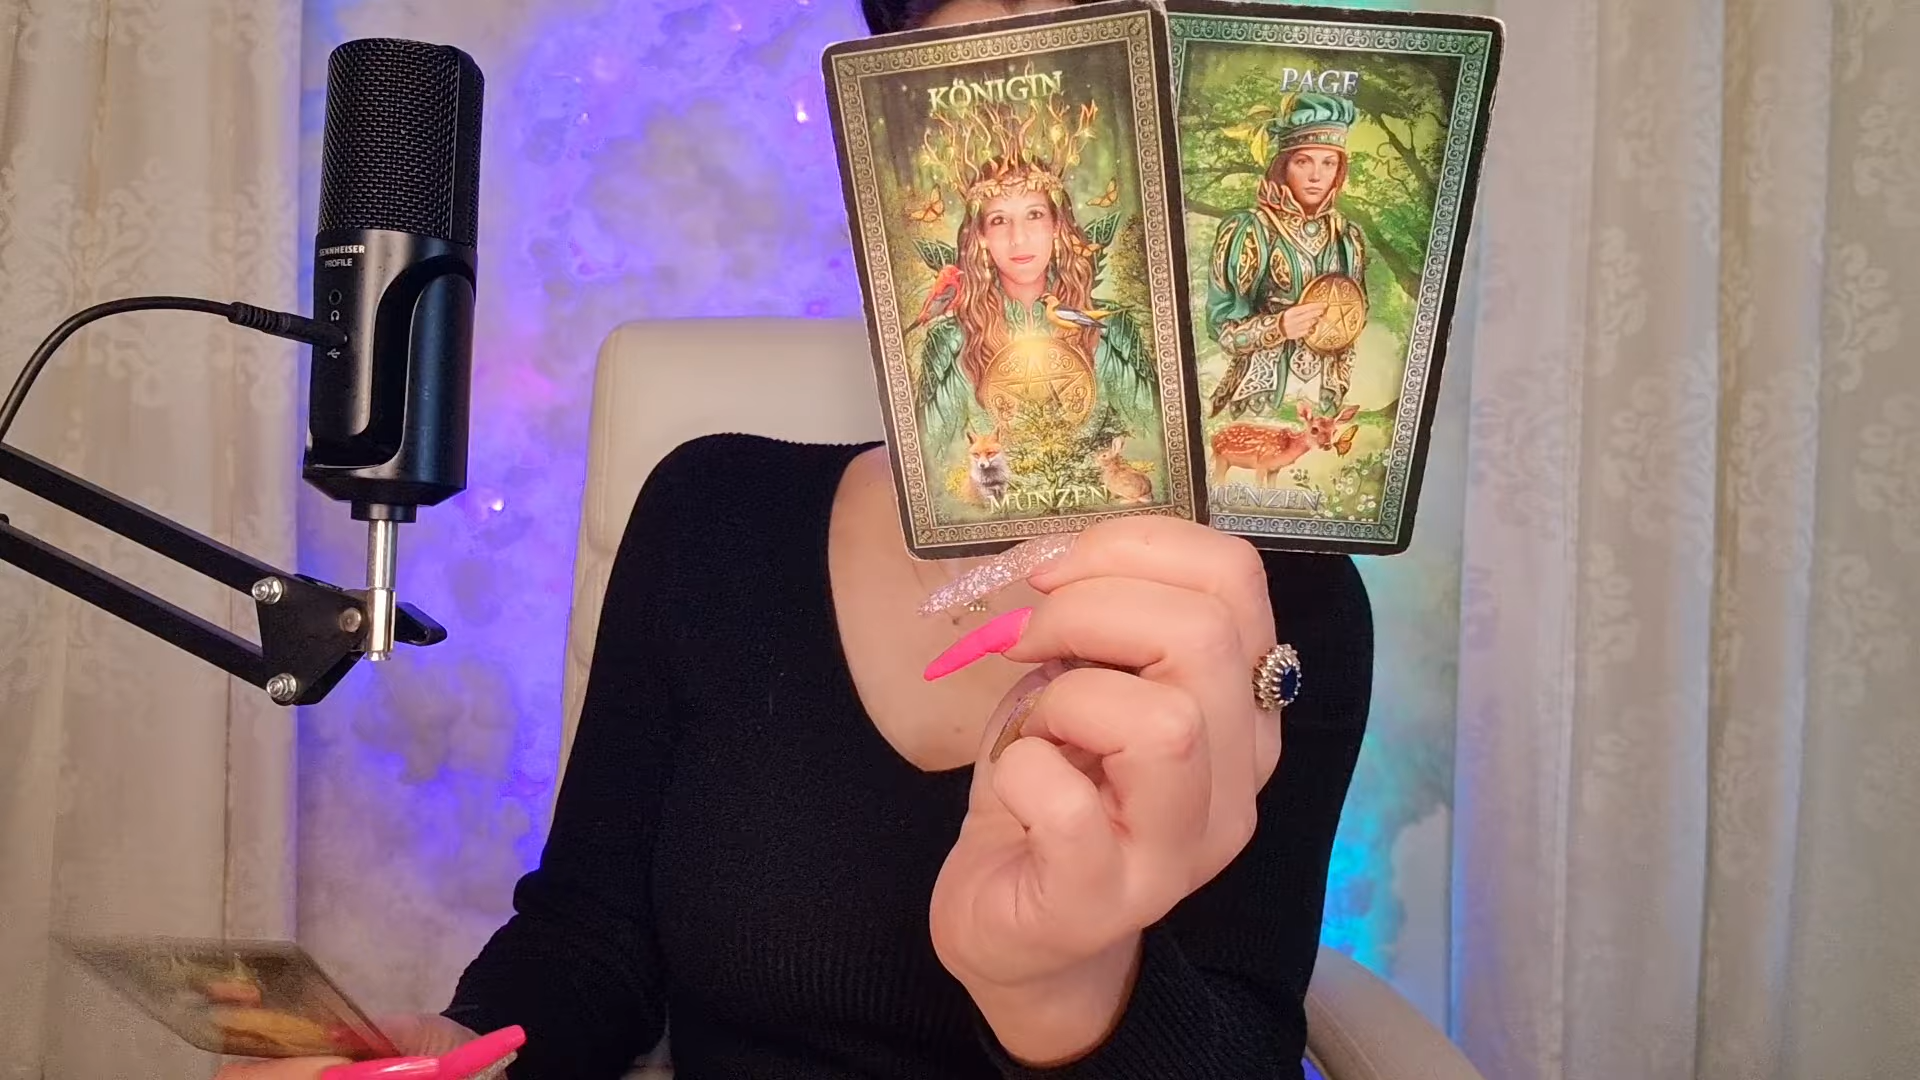 SENNHEISER
PROFILE
KÖNIGIN
MÜNZEN
PAGE
MÜNZEN